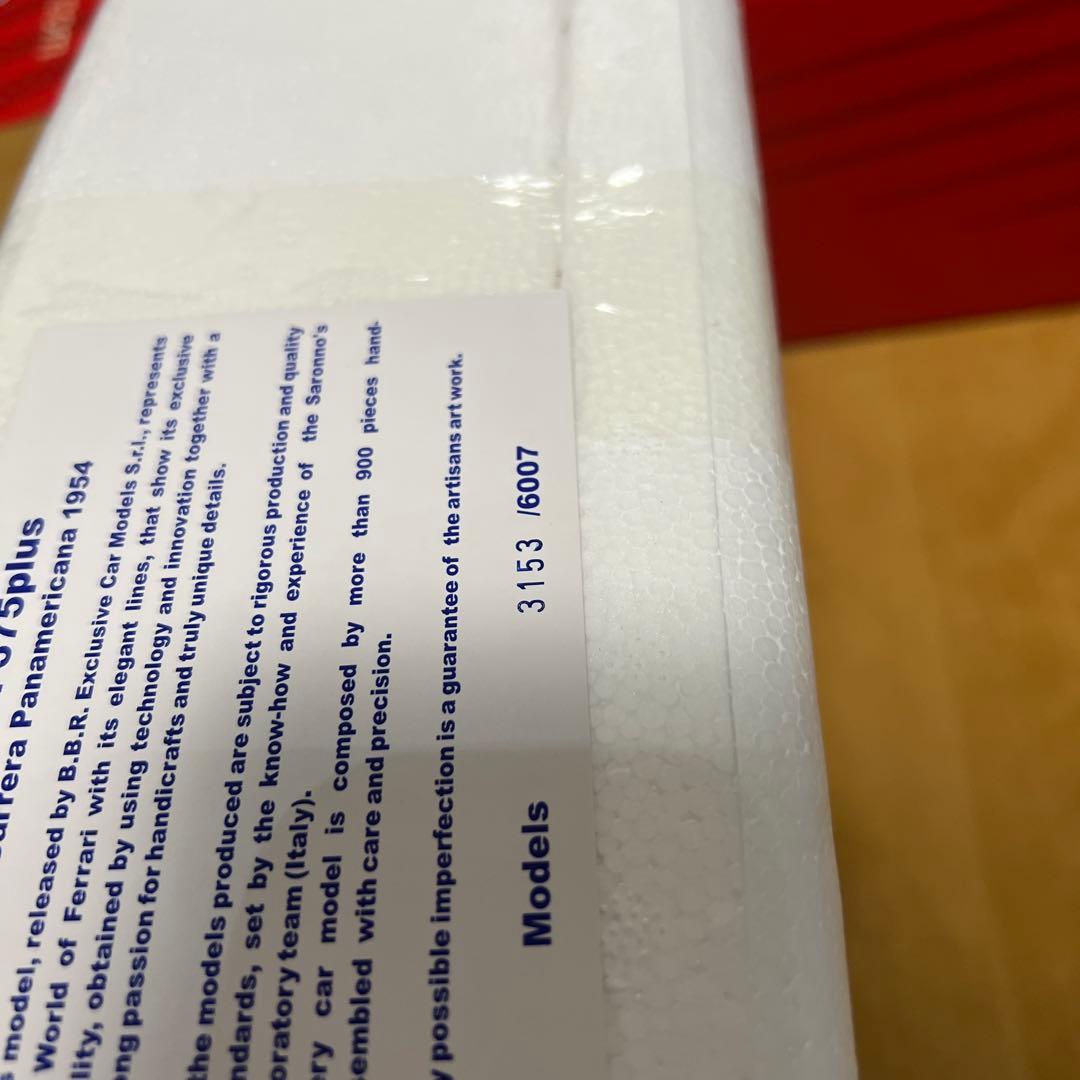 375plus
Carrera Panamericana 1954
model, released by B.B.R. Exclusive Car Models S.r.l., represents
World of Ferrari with its elegant lines, that show its exclusive
lity, obtained by using technology and innovation together with a
ng passion for handicrafts and truly unique details.
the models produced are subject to rigorous production and quality
ndards, set by the know-how and experience of the Saronno's
oratory team (Italy).
ry car model is composed by more than 900 pieces hand-
embled with care and precision.
y possible imperfection is a guarantee of the artisans art work.
Models 3153 /6007